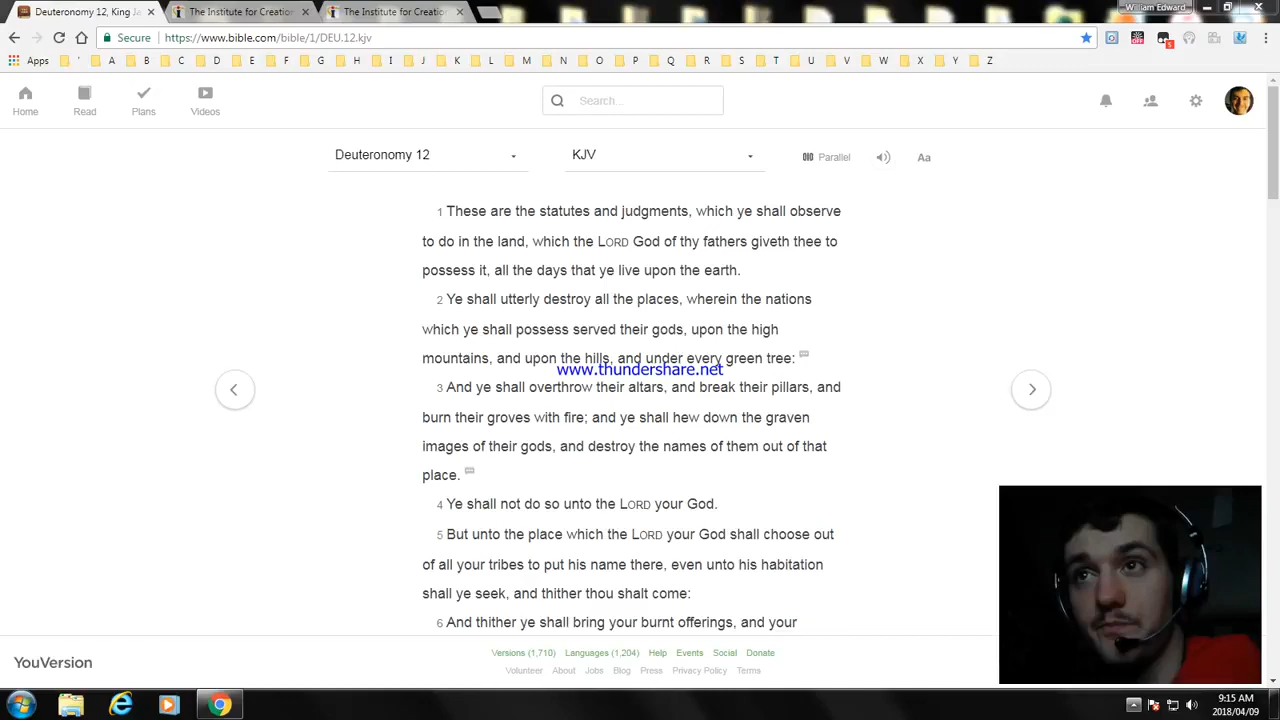 Deuteronomy 12, King Je
The Institute for Creation
The Institute for Creation
William Edward
Secure
https://www.bible.com/bible/1/DEU.12.kjv
Apps ' A B C D E F G H I J K L M N O P Q R S T U V W X Y Z
OFF
5
Home Read Plans Videos
Search...
Deuteronomy 12
KJV
Parallel
Aa
1 These are the statutes and judgments, which ye shall observe
to do in the land, which the LORD God of thy fathers giveth thee to
possess it, all the days that ye live upon the earth.
2 Ye shall utterly destroy all the places, wherein the nations
which ye shall possess served their gods, upon the high
mountains, and upon the hills, and under every green tree:
www.thundershare.net
3 And ye shall overthrow their altars, and break their pillars, and
burn their groves with fire; and ye shall hew down the graven
images of their gods, and destroy the names of them out of that
place.
4 Ye shall not do so unto the LORD your God.
5 But unto the place which the LORD your God shall choose out
of all your tribes to put his name there, even unto his habitation
shall ye seek, and thither thou shalt come:
6 And thither ye shall bring your burnt offerings, and your
YouVersion
Versions (1,710) Languages (1,204) Help Events Social Donate
Volunteer About Jobs Blog Press Privacy Policy Terms
9:15 AM
2018/04/09